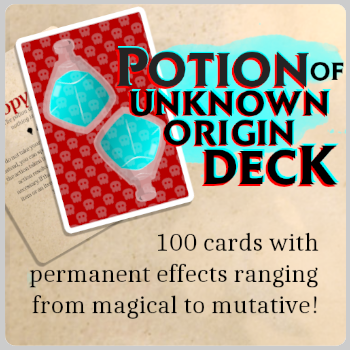 POTION OF
UNKNOWN
ORIGIN
DECK
100 cards with
permanent effects ranging
from magical to mutative!